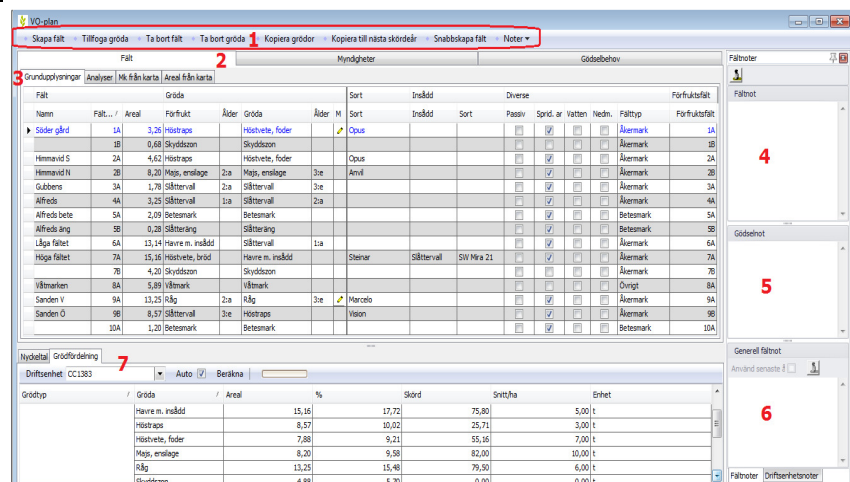 VO-plan
Skapa fält Tillfoga gröda Ta bort fält Ta bort gröda 1 Kopiera grödor Kopiera till nästa skördeår Snabbskapa fält Noter
Fält 2 Myndigheter Gödselbehov
3 Grundupplysningar Analyser Mk från karta Areal från karta
Fält Gröda Sort Insådd Diverse Förfruktsfält
Namn Fält... Areal Förfrukt Ålder Gröda Ålder M Sort Insådd Sort Passiv Sprid. ar Vatten Nedm. Fälttyp Förfruktsfält
Söder gård 1A 3,26 Höstraps Höstvete, foder Opus Åkermark 1A
1B 0,68 Skyddszon Skyddszon Åkermark 1B
Himmavid S 2A 4,62 Höstraps Höstvete, foder Opus Åkermark 2A
Himmavid N 2B 8,20 Majs, ensilage 2:a Majs, ensilage 3:e Anvil Åkermark 2B
Gubbens 3A 1,78 Slåttervall 2:a Slåttervall 3:e Åkermark 3A
Alfreds 4A 3,25 Slåttervall 1:a Slåttervall 2:a Åkermark 4A
Alfreds bete 5A 2,09 Betesmark Betesmark Betesmark 5A
Alfreds äng 5B 0,28 Slåtteräng Slåtteräng Betesmark 5B
Låga fältet 6A 13,14 Havre m. insådd Slåttervall 1:a Åkermark 6A
Höga fältet 7A 15,16 Höstvete, bröd Havre m. insådd Steinar Slåttervall SW Mira 21 Åkermark 7A
7B 4,20 Skyddszon Skyddszon Åkermark 7B
Våtmarken 8A 5,89 Våtmark Våtmark Övrigt 8A
Sanden V 9A 13,25 Råg 2:a Råg 3:e Marcelo Åkermark 9A
Sanden Ö 9B 8,57 Slåttervall 3:e Höstraps Vision Åkermark 9B
10A 1,20 Betesmark Betesmark Betesmark 10A
Nyckeltal Grödfördelning 7
Driftsenhet CC1383 Auto Beräkna
Grödtyp Gröda Areal % Skörd Snitt/ha Enhet
Havre m. insådd 15,16 17,72 75,80 5,00 t
Höstraps 8,57 10,02 25,71 3,00 t
Höstvete, foder 7,88 9,21 55,16 7,00 t
Majs, ensilage 8,20 9,58 82,00 10,00 t
Råg 13,25 15,48 79,50 6,00 t
Skyddszon 4,88 5,70 0,00 0,00 t
Fältnoter
Fältnot
4
Gödselnot
5
Generell fältnot
Använd senaste å
6
Fältnoter Driftsenhetsnoter